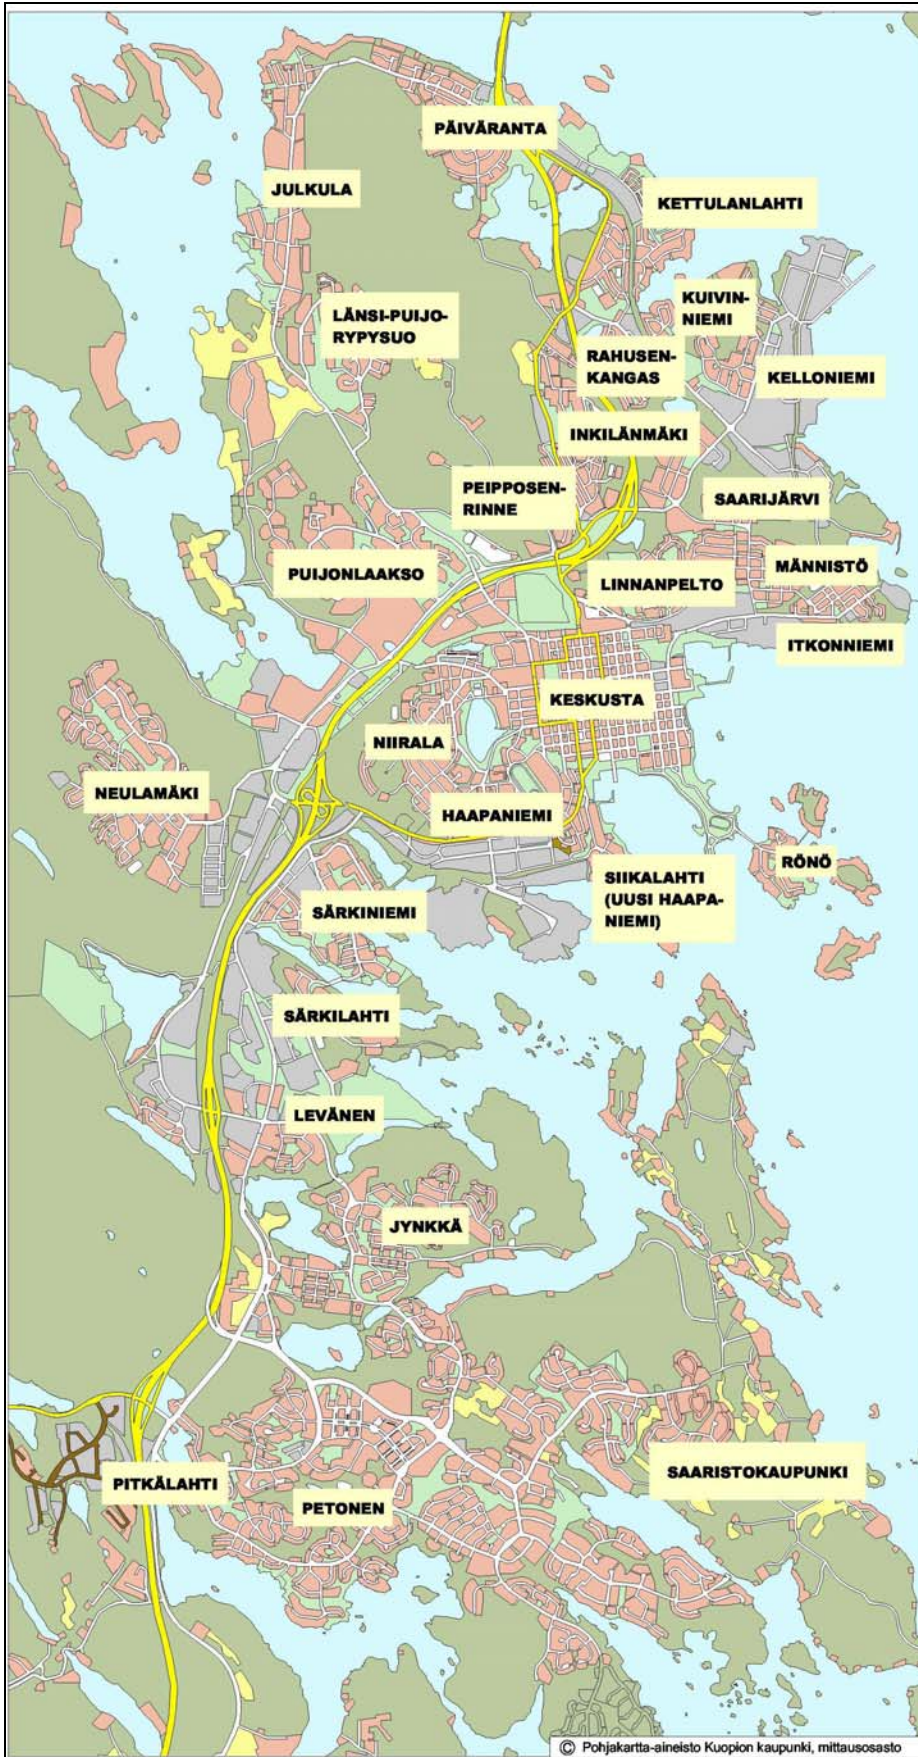 PÄIVÄRANTA
JULKULA
KETTULANLAHTI
LÄNSI-PUIJO-
RYPYSUO
KUIVIN-
NIEMI
RAHUSEN-
KANGAS
KELLONIEMI
INKILÄNMÄKI
PEIPPOSEN-
RINNE
SAARIJÄRVI
PUIJONLAAKSO
MÄNNISTÖ
LINNANPELTO
ITKONNIEMI
KESKUSTA
NIIRALA
NEULAMÄKI
HAAPANIEMI
RÖNÖ
SIIKALAHTI
(UUSI HAAPA-
NIEMI)
SÄRKINIEMI
SÄRKILAHTI
LEVÄNEN
JYNKKÄ
SAARISTOKAUPUNKI
PITKÄLAHTI
PETONEN
© Pohjakartta-aineisto Kuopion kaupunki, mittausosasto